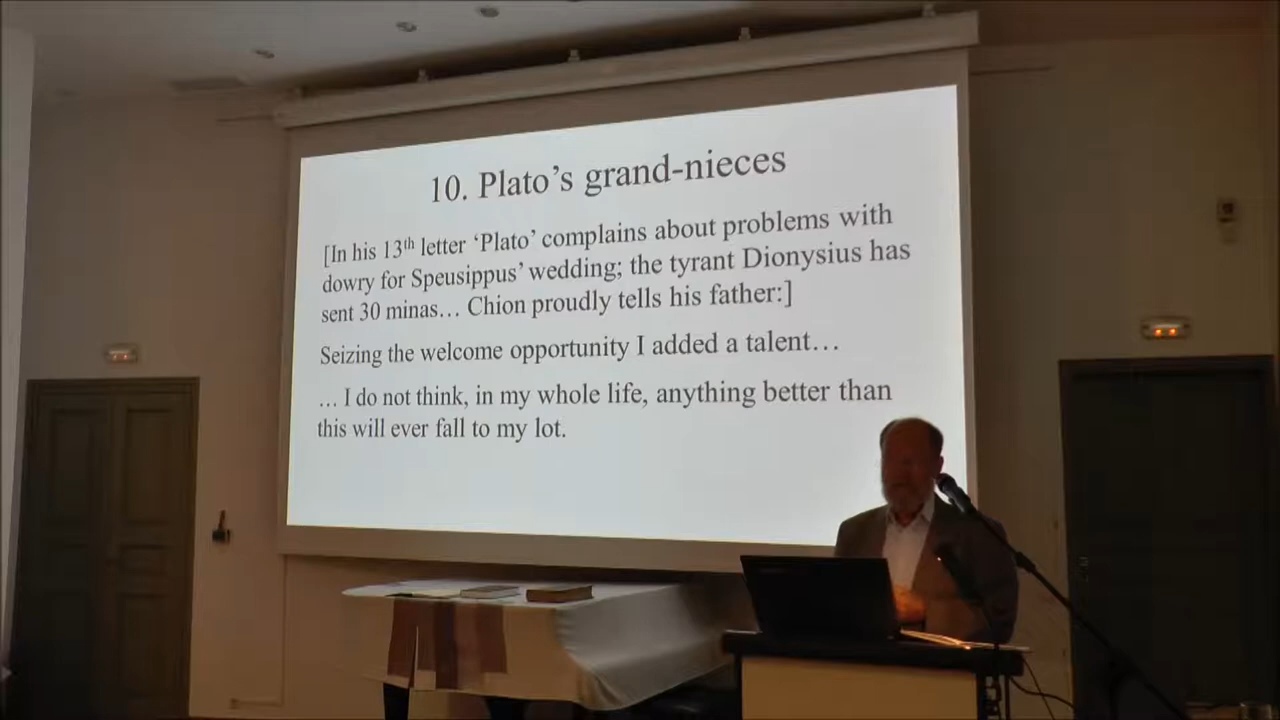 10. Plato’s grand-nieces
[In his 13th letter ‘Plato’ complains about problems with
dowry for Speusippus’ wedding; the tyrant Dionysius has
sent 30 minas… Chion proudly tells his father:]
Seizing the welcome opportunity I added a talent…
… I do not think, in my whole life, anything better than
this will ever fall to my lot.